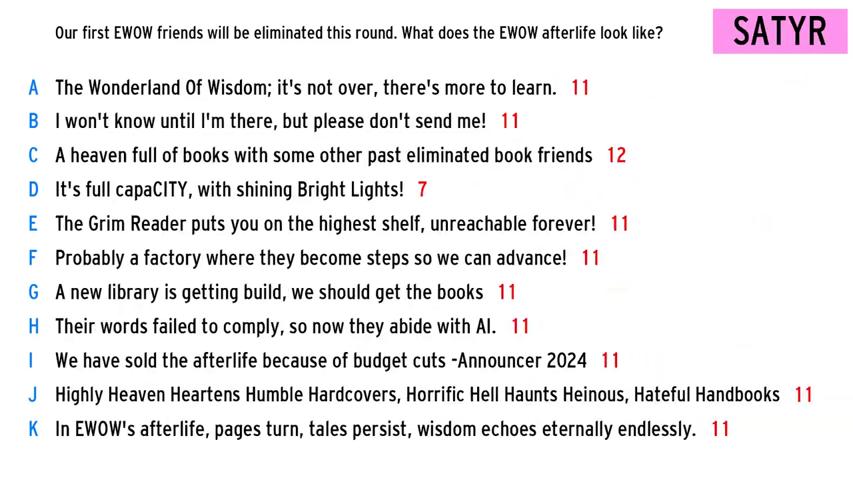 Our first EWOW friends will be eliminated this round. What does the EWOW afterlife look like?
SATYR
A The Wonderland Of Wisdom; it's not over, there's more to learn. 11
B I won't know until I'm there, but please don't send me! 11
C A heaven full of books with some other past eliminated book friends 12
D It's full capaCITY, with shining Bright Lights! 7
E The Grim Reader puts you on the highest shelf, unreachable forever! 11
F Probably a factory where they become steps so we can advance! 11
G A new library is getting build, we should get the books 11
H Their words failed to comply, so now they abide with AI. 11
I We have sold the afterlife because of budget cuts -Announcer 2024 11
J Highly Heaven Heartens Humble Hardcovers, Horrific Hell Haunts Heinous, Hateful Handbooks 11
K In EWOW's afterlife, pages turn, tales persist, wisdom echoes eternally endlessly. 11